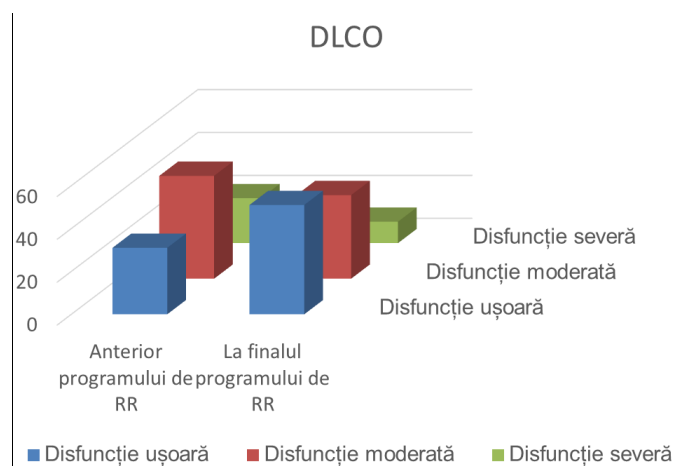 DLCO
60
40
20
0
Disfuncție severă
Disfuncție moderată
Disfuncție ușoară
Anterior
programului de
RR
La finalul
programului de
RR
Disfuncție ușoară
Disfuncție moderată
Disfuncție severă